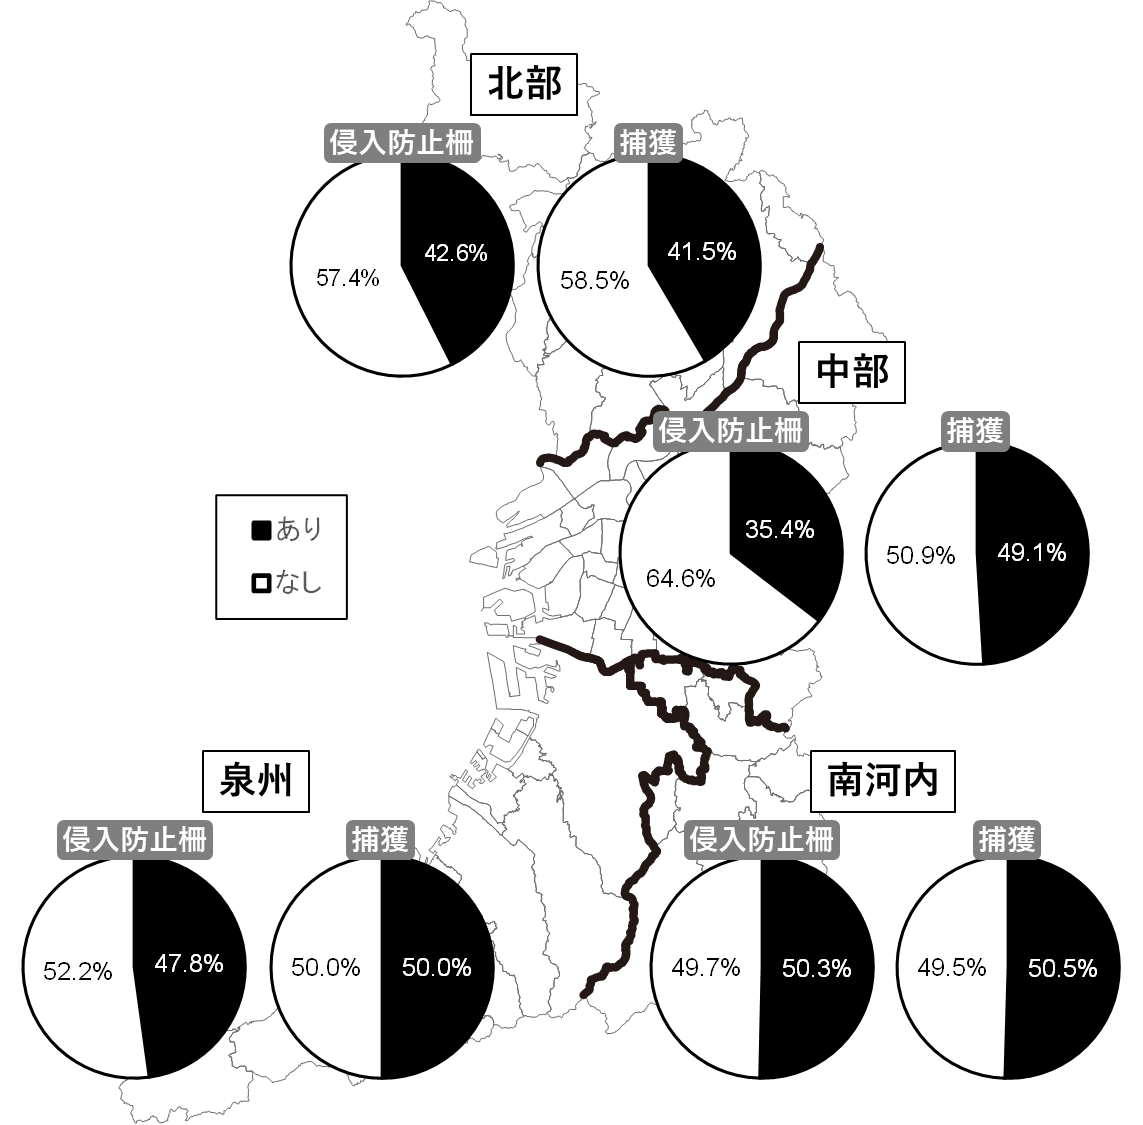 北部
侵入防止柵
捕獲
42.6%
57.4%
41.5%
58.5%
中部
侵入防止柵
捕獲
35.4%
64.6%
50.9%
49.1%
あり
なし
泉州
侵入防止柵
捕獲
52.2%
47.8%
50.0%
50.0%
南河内
侵入防止柵
捕獲
49.7%
50.3%
49.5%
50.5%